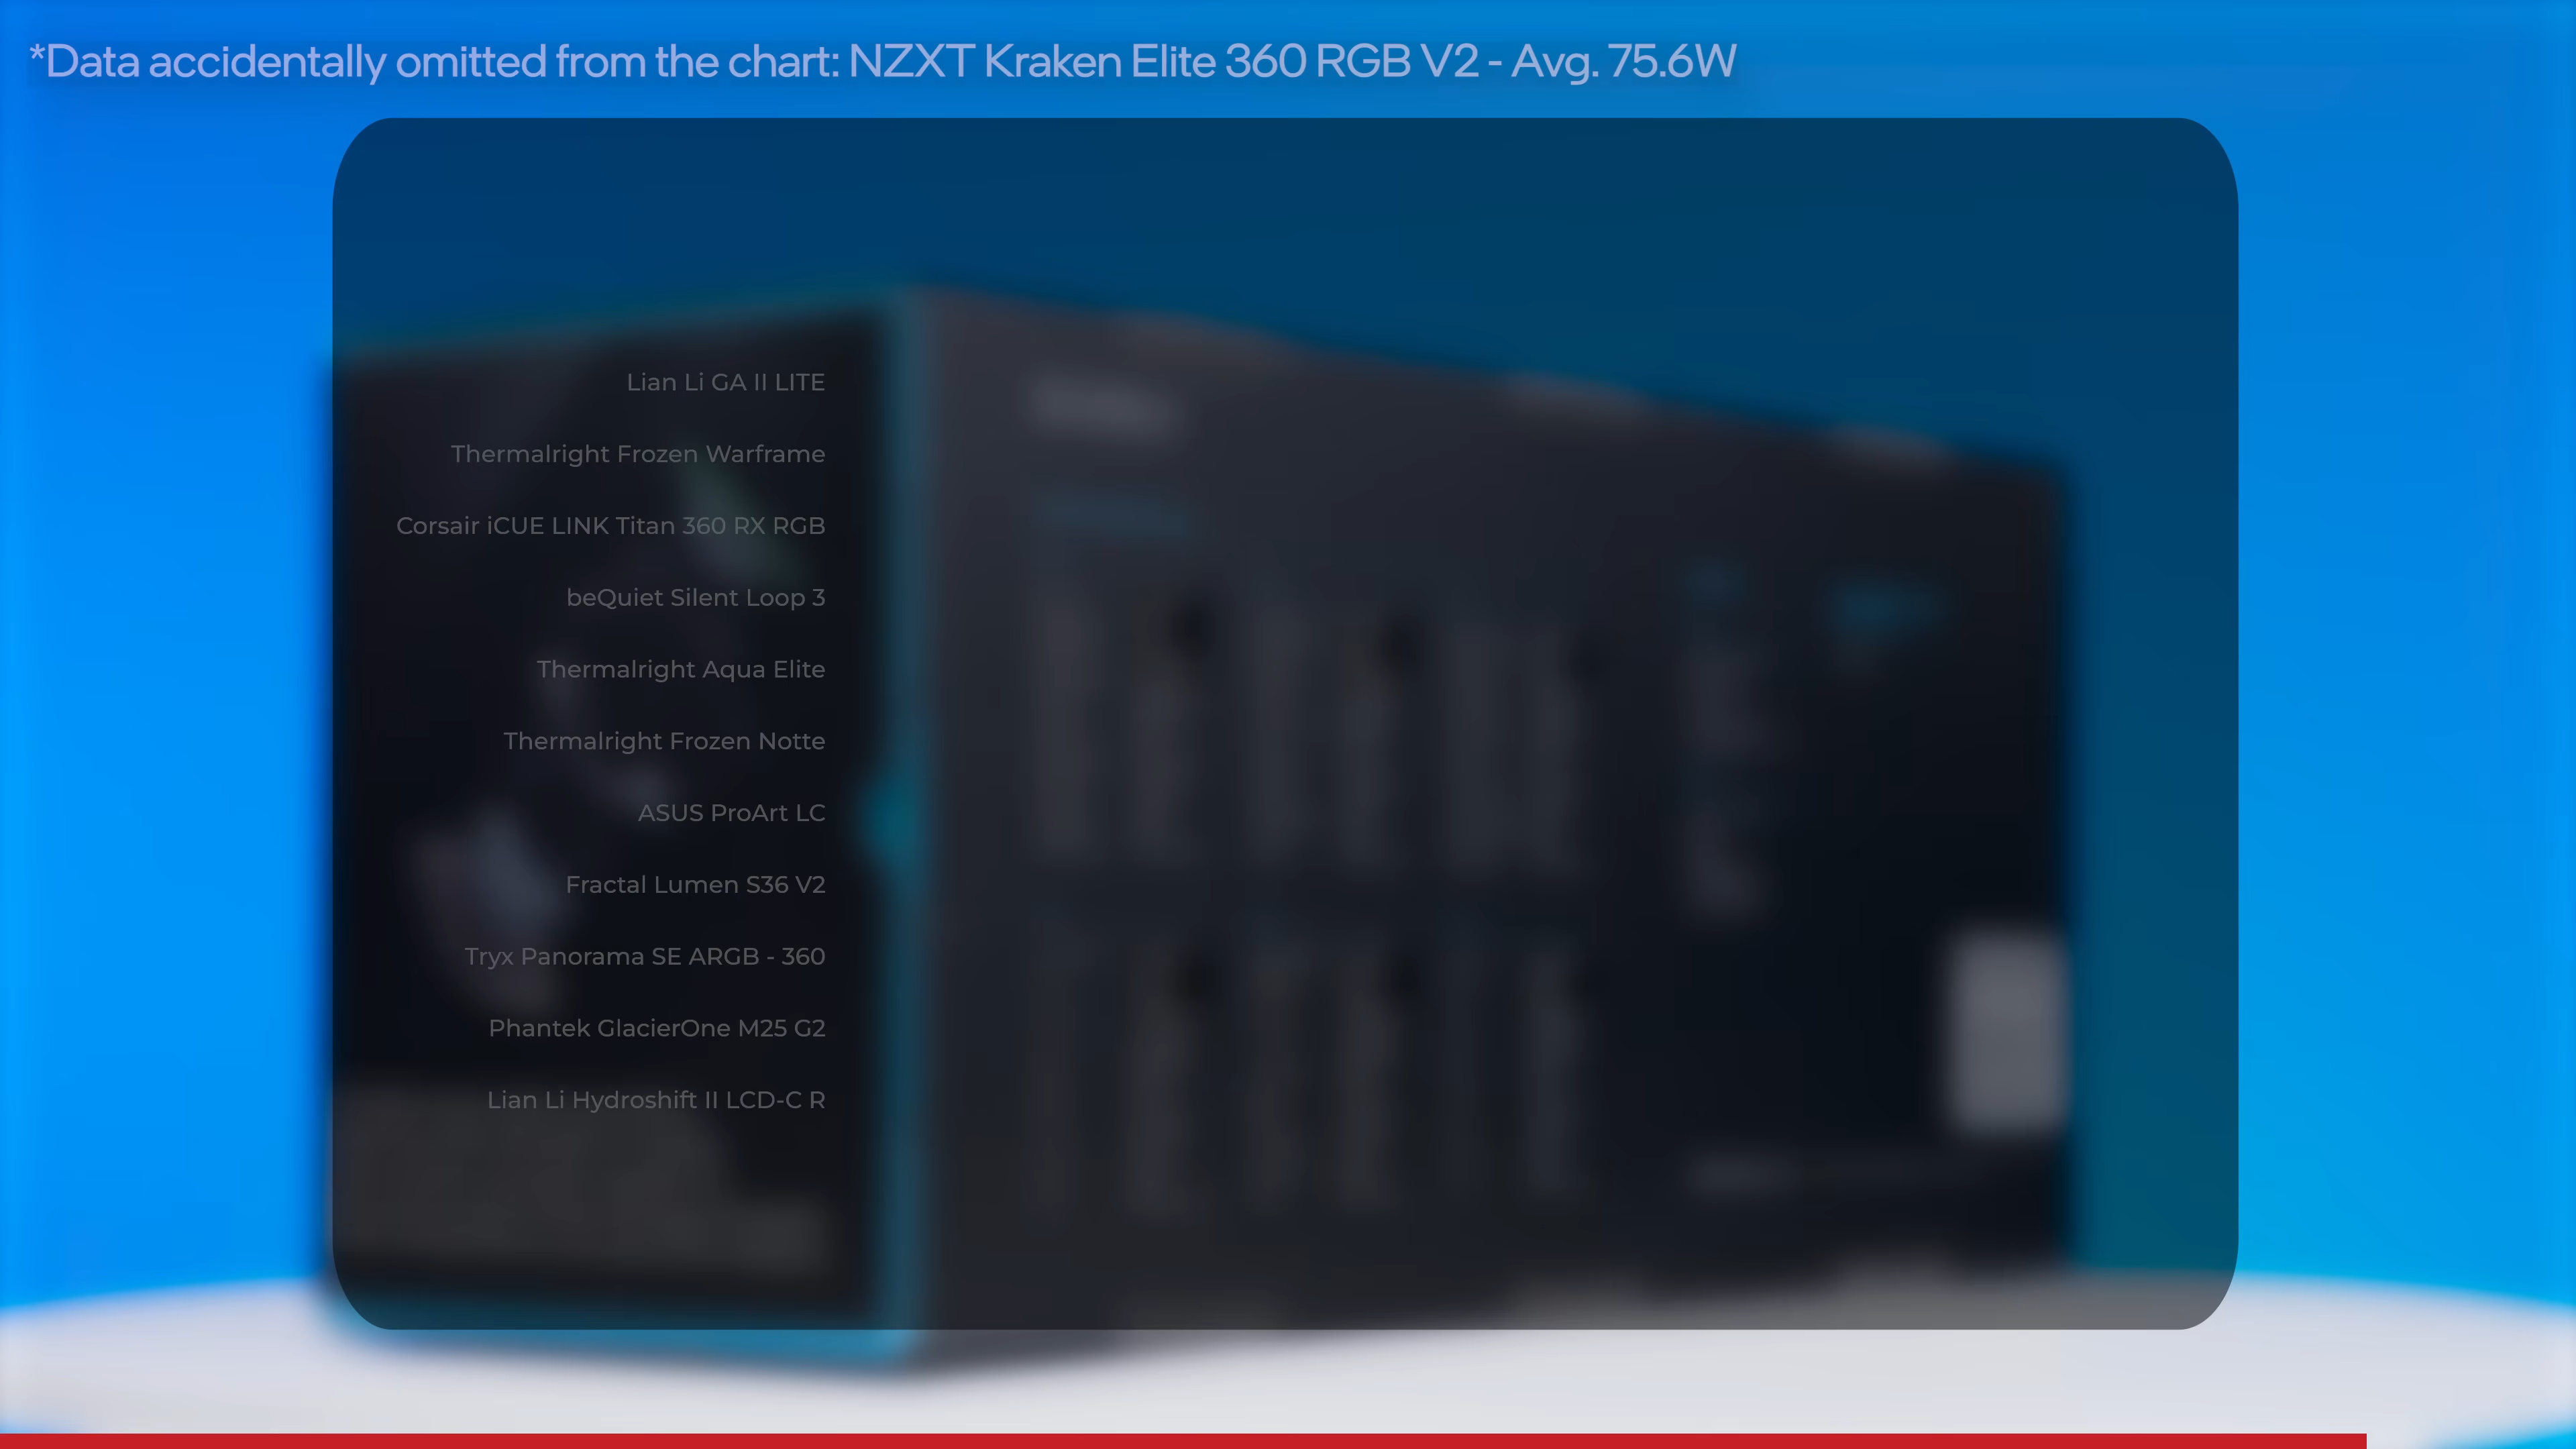 *Data accidentally omitted from the chart: NZXT Kraken Elite 360 RGB V2 - Avg. 75.6W
Lian Li GA II LITE
Thermalright Frozen Warframe
Corsair iCUE LINK Titan 360 RX RGB
beQuiet Silent Loop 3
Thermalright Aqua Elite
Thermalright Frozen Notte
ASUS ProArt LC
Fractal Lumen S36 V2
Tryx Panorama SE ARGB - 360
Phantek GlacierOne M25 G2
Lian Li Hydroshift II LCD-C R